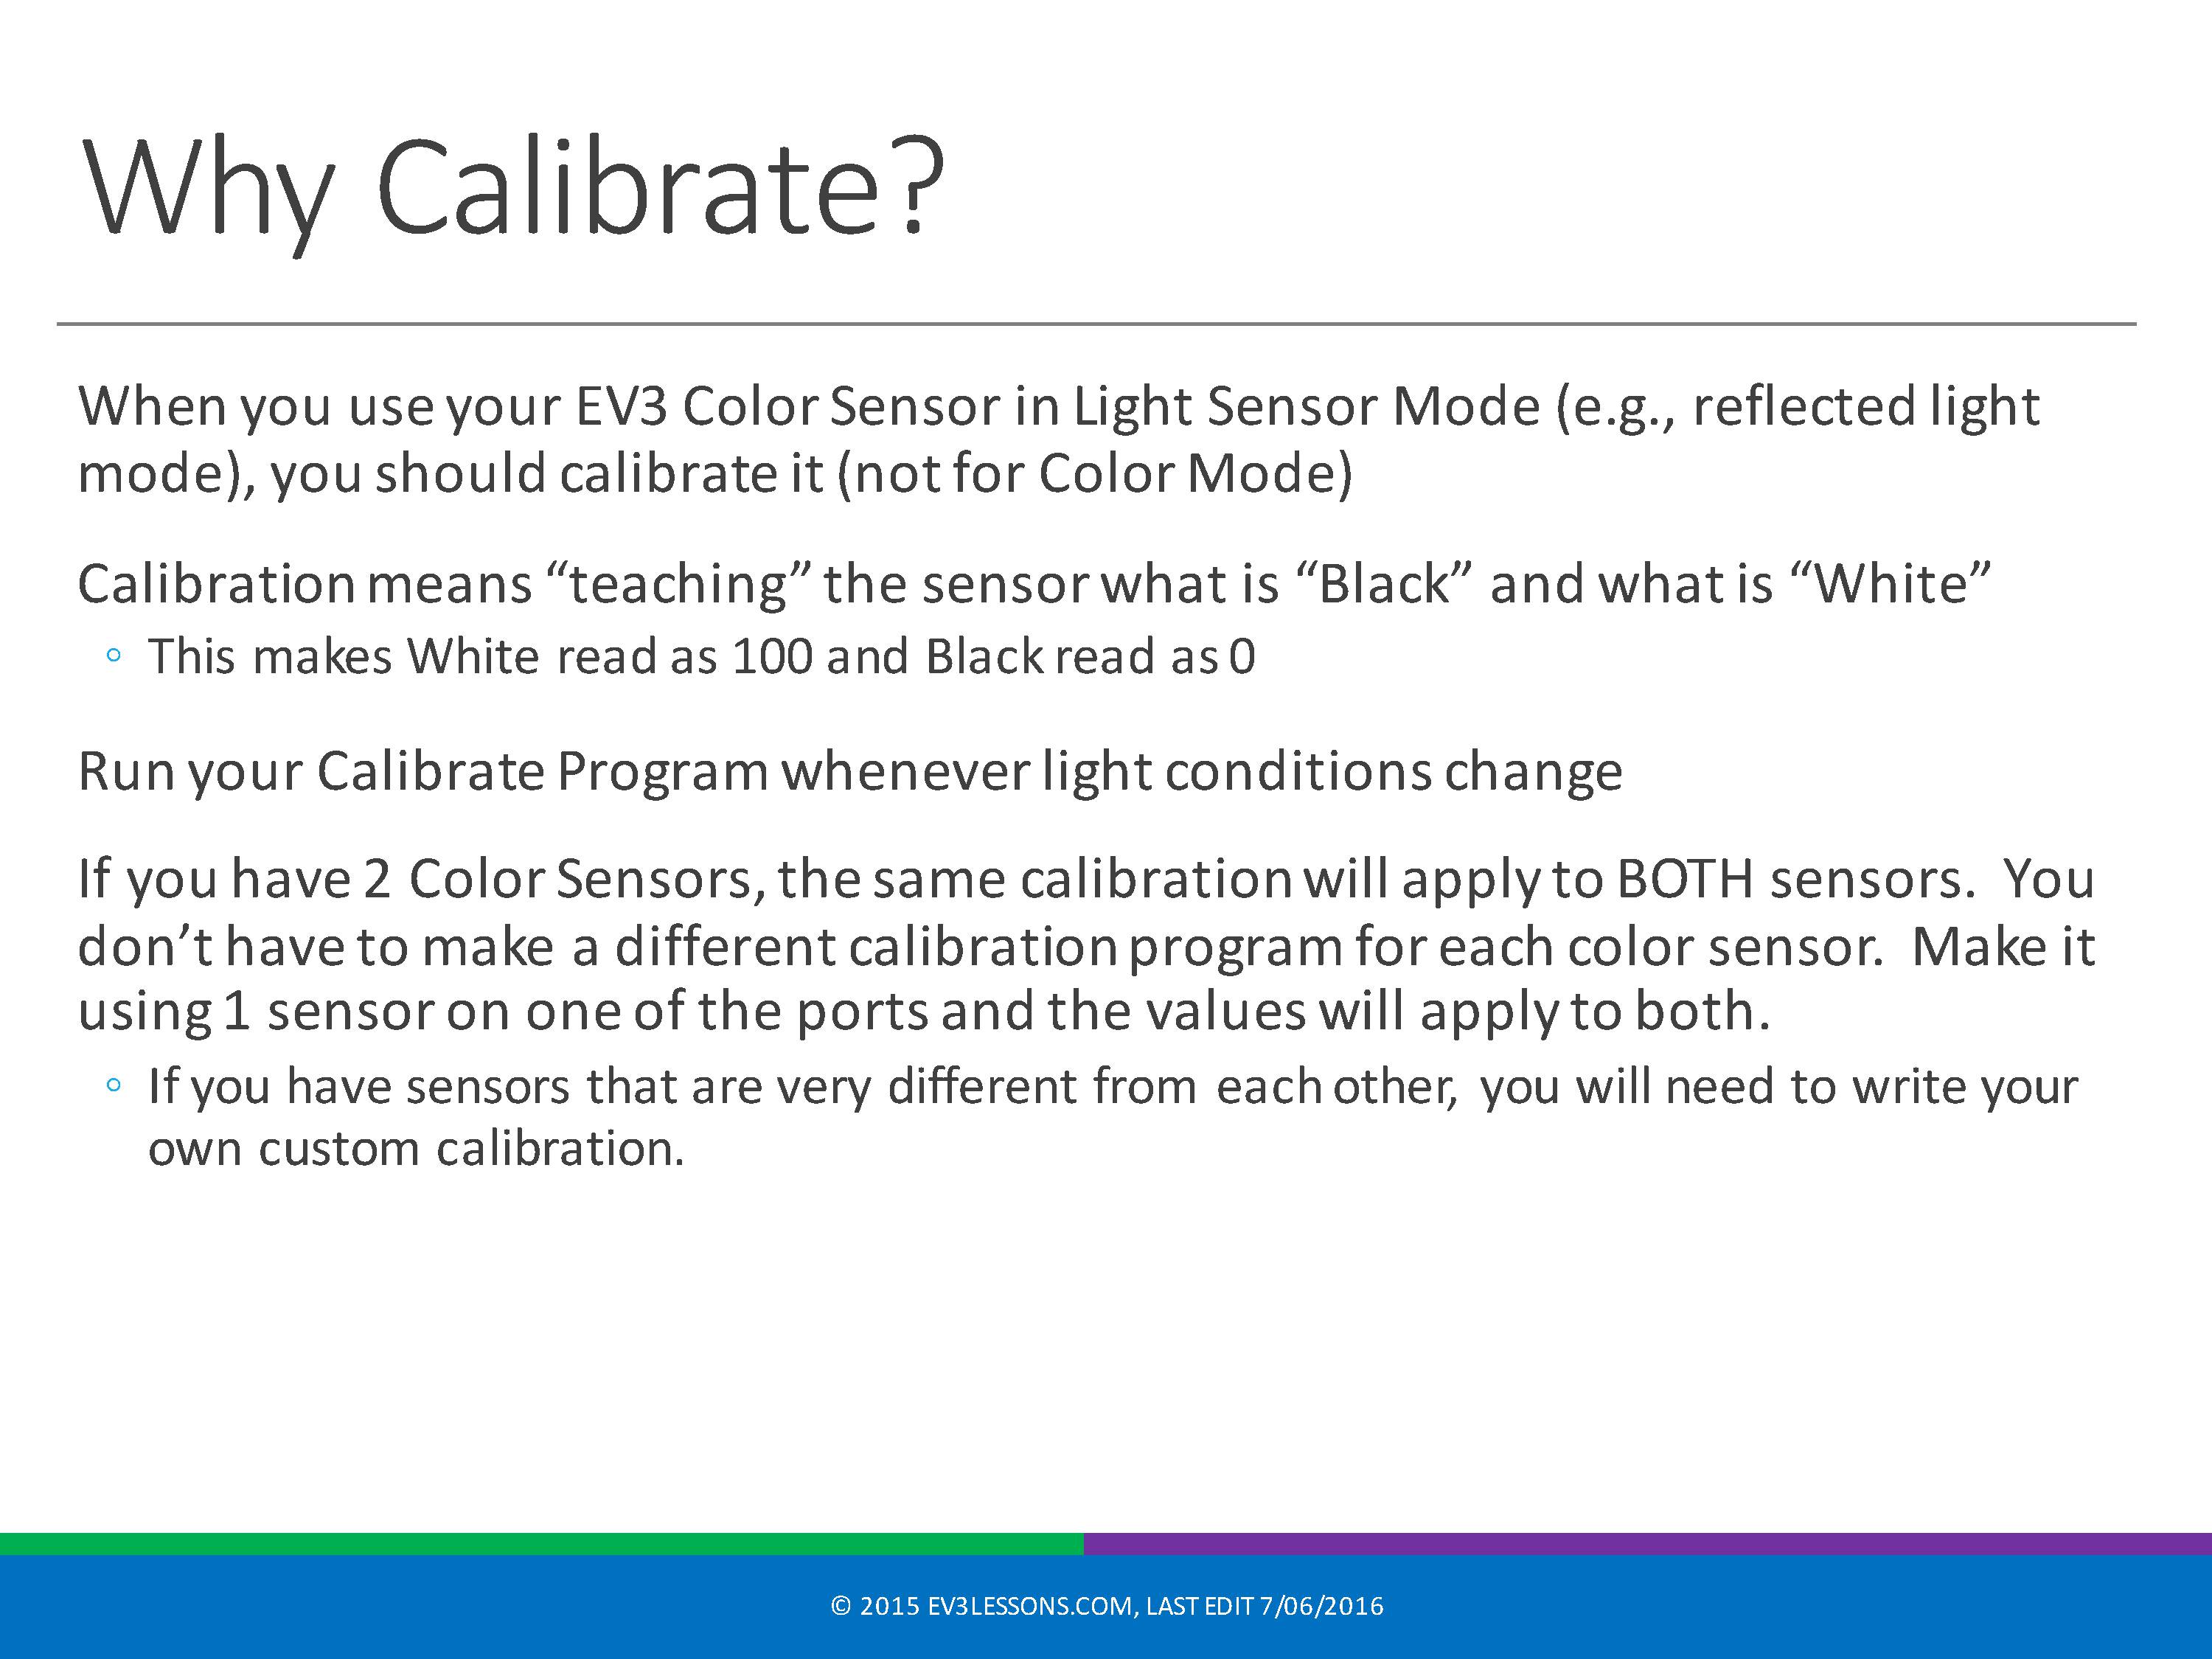 Why Calibrate?
When you use your EV3 Color Sensor in Light Sensor Mode (e.g., reflected light
mode), you should calibrate it (not for Color Mode)
Calibration means “teaching” the sensor what is “Black” and what is “White”
◦ This makes White read as 100 and Black read as 0
Run your Calibrate Program whenever light conditions change
If you have 2 Color Sensors, the same calibration will apply to BOTH sensors. You
don’t have to make a different calibration program for each color sensor. Make it
using 1 sensor on one of the ports and the values will apply to both.
◦ If you have sensors that are very different from each other, you will need to write your
own custom calibration.
© 2015 EV3LESSONS.COM, LAST EDIT 7/06/2016